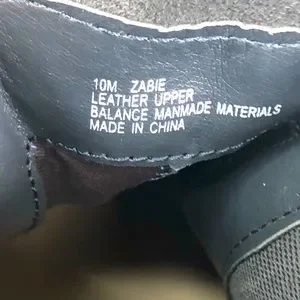 10M ZABIE
LEATHER UPPER
BALANCE MANMADE MATERIALS
MADE IN CHINA